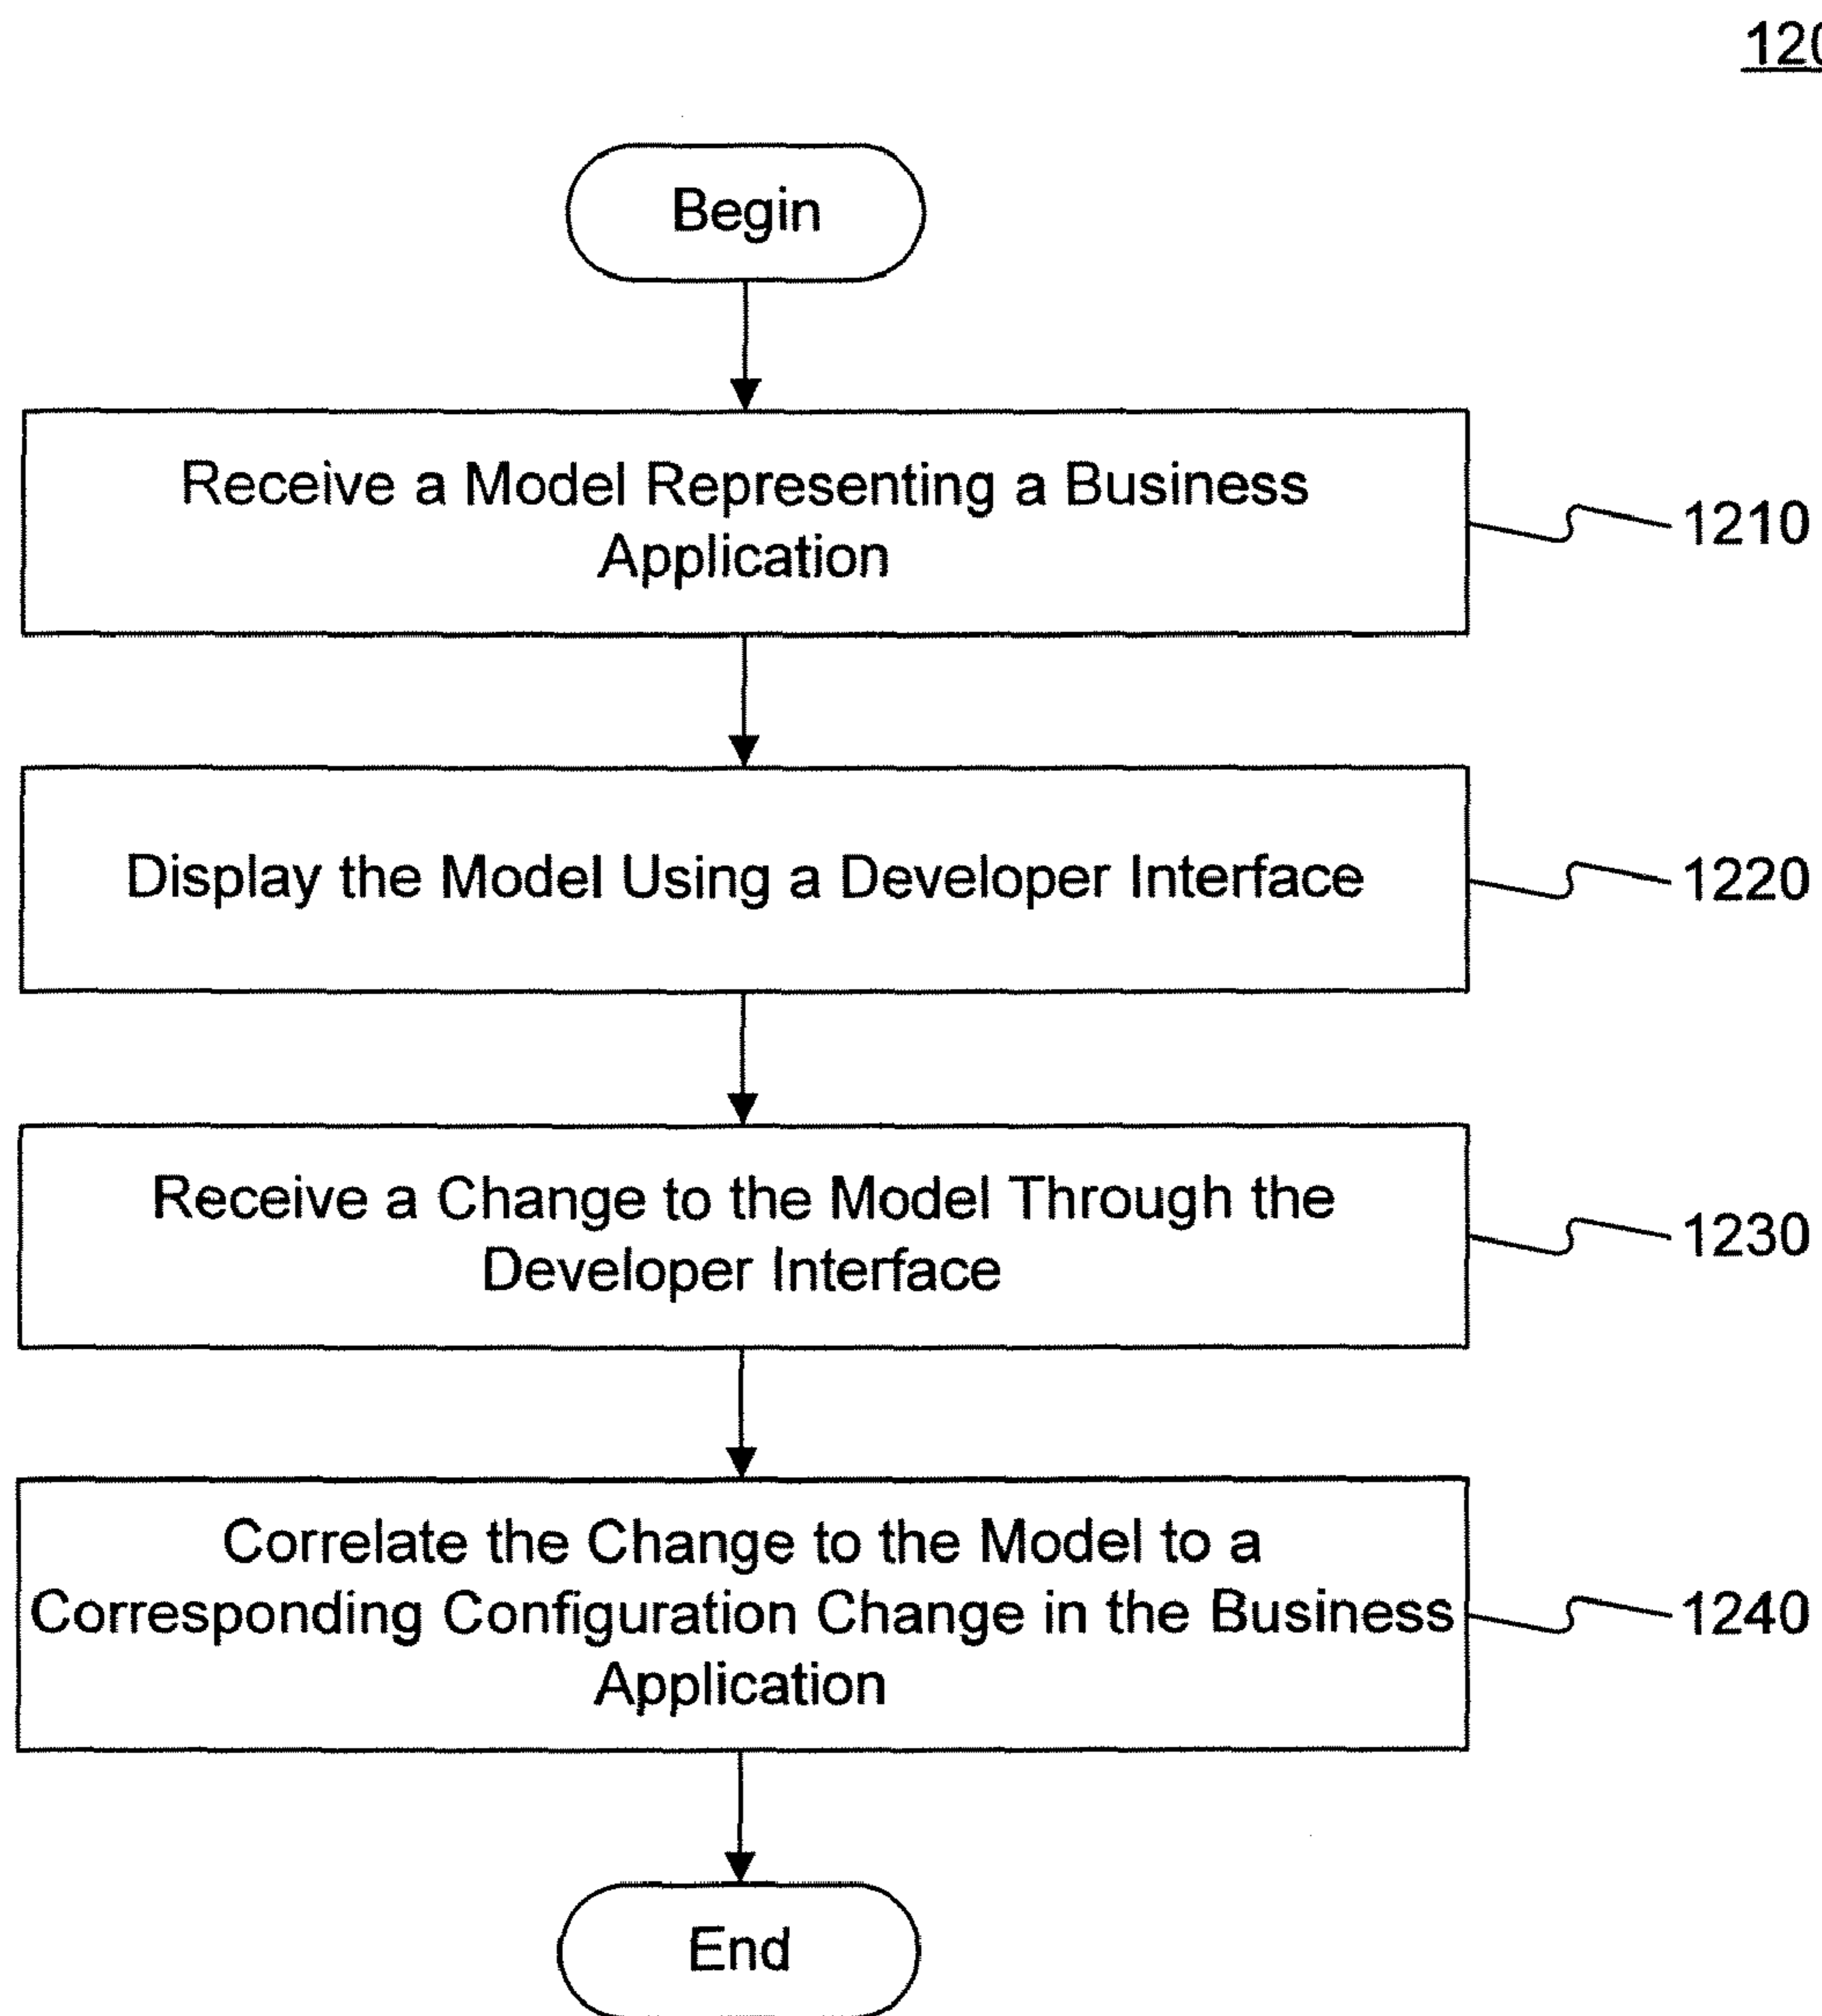 Begin
Receive a Model Representing a Business
Application
1210
Display the Model Using a Developer Interface
1220
Receive a Change to the Model Through the
Developer Interface
1230
Correlate the Change to the Model to a
Corresponding Configuration Change in the Business
Application
1240
End